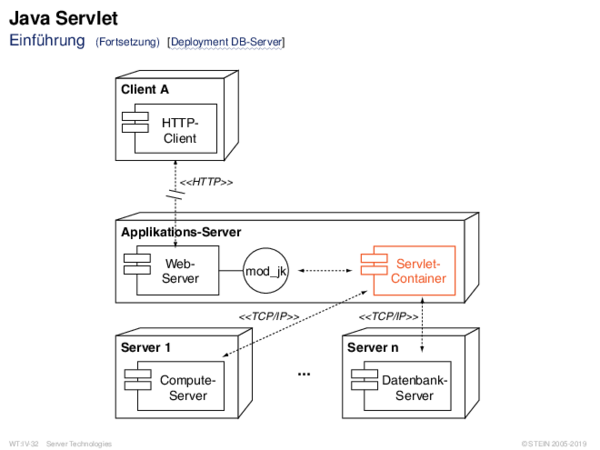 Java Servlet
Einführung (Fortsetzung) [Deployment DB-Server]
Client A
HTTP-
Client
<<HTTP>>
Applikations-Server
Web-
Server
mod_jk
Servlet-
Container
<<TCP/IP>> <<TCP/IP>>
Server 1
Compute-
Server
...
Server n
Datenbank-
Server
WT:IV-32 Server Technologies © STEIN 2005-2019